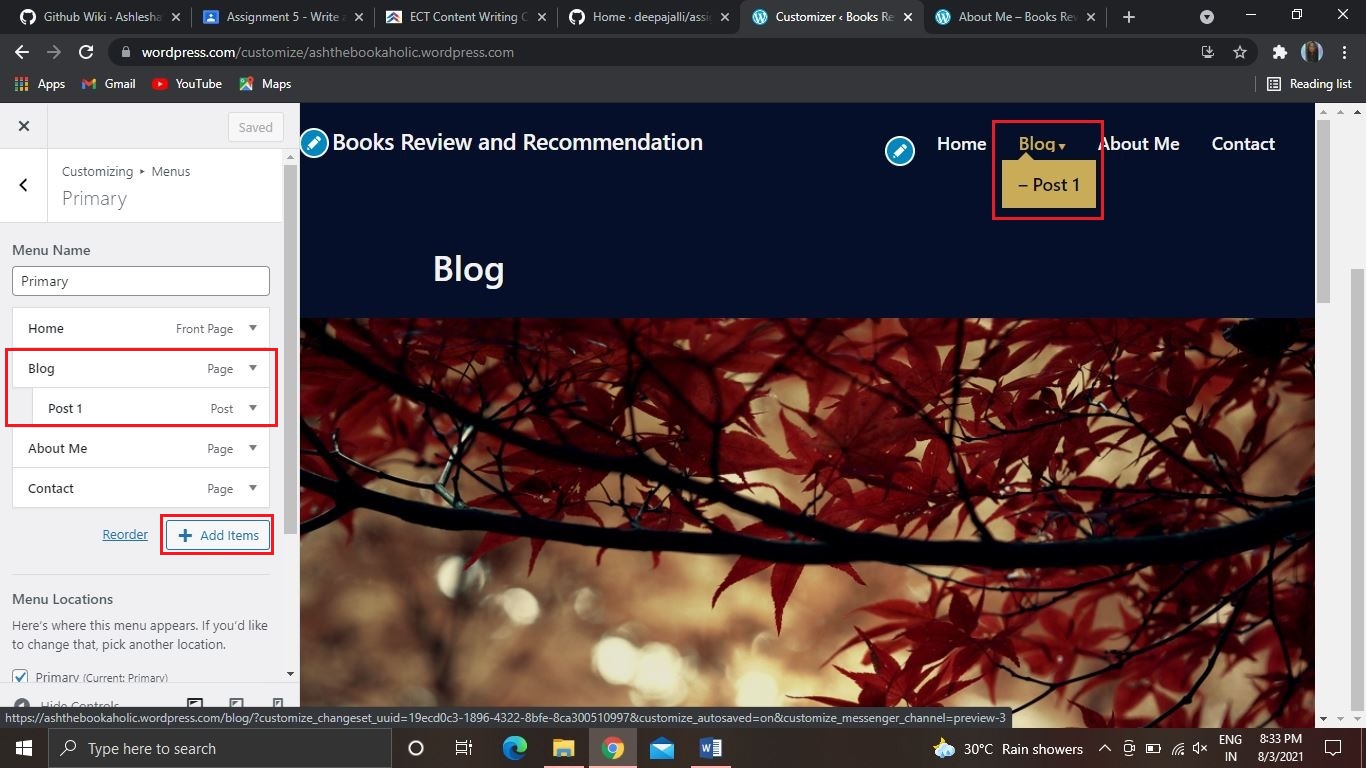 Github Wiki · Ashlesha
Assignment 5 - Write a
ECT Content Writing C
Home · deepajalli/assi
Customizer ‹ Books Re
About Me – Books Rev
wordpress.com/customize/ashthebookaholic.wordpress.com
Apps
Gmail
YouTube
Maps
Reading list
Saved
Customizing ▸ Menus
Primary
Menu Name
Primary
Home Front Page
Blog Page
Post 1 Post
About Me Page
Contact Page
Reorder
+ Add Items
Menu Locations
Here's where this menu appears. If you'd like
to change that, pick another location.
Primary (Current: Primary)
Hide Controls
Books Review and Recommendation
Home
Blog
About Me
Contact
– Post 1
Blog
https://ashthebookaholic.wordpress.com/blog/?customize_changeset_uuid=19ecd0c3-1896-4322-8bfe-8ca300510997&customize_autosaved=on&customize_messenger_channel=preview-3
Type here to search
30°C Rain showers
ENG
IN
8:33 PM
8/3/2021